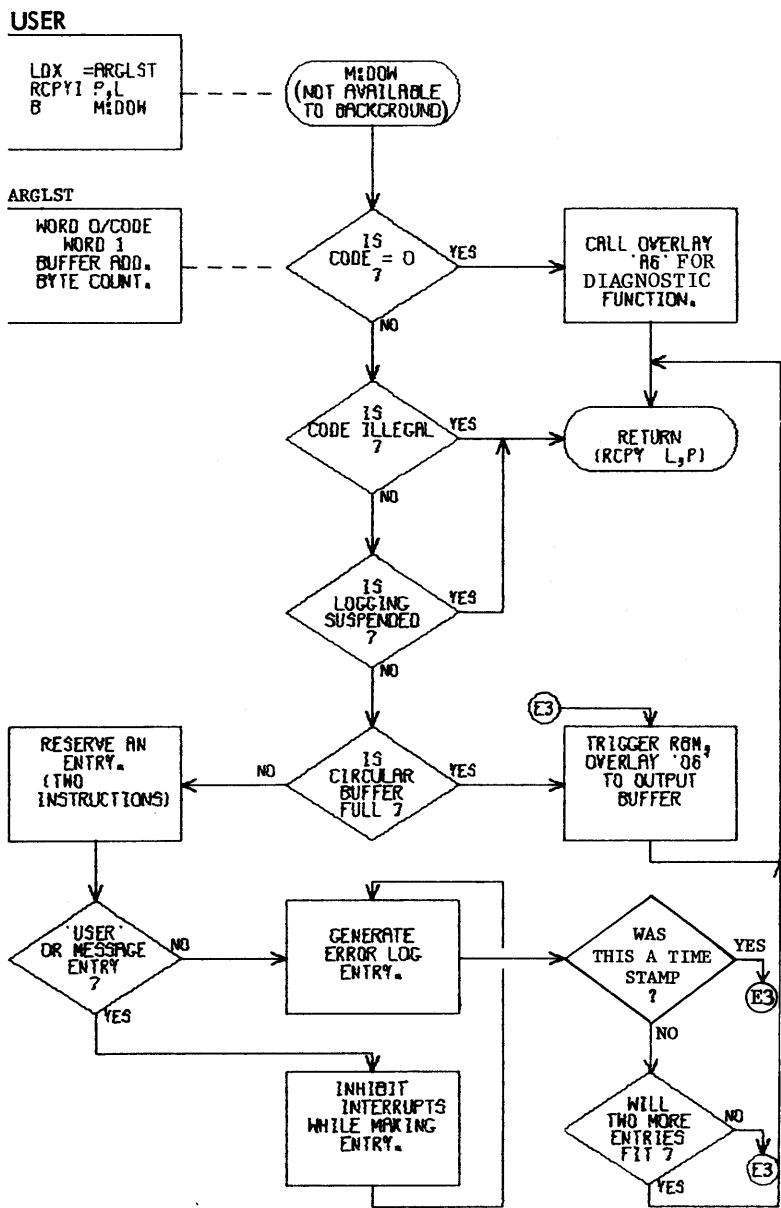 USER
LDX =ARGLST
RCPYI P,L
B M:DOW
M:DOW
(NOT AVAILABLE
TO BACKGROUND)
ARGLST
WORD 0/CODE
WORD 1
BUFFER ADD.
BYTE COUNT.
IS
CODE = 0
?
YES
NO
CALL OVERLAY
'A6' FOR
DIAGNOSTIC
FUNCTION.
IS
CODE ILLEGAL
?
YES
NO
RETURN
(RCPY L,P)
IS
LOGGING
SUSPENDED
?
YES
NO
E3
RESERVE AN
ENTRY.
(TWO
INSTRUCTIONS)
NO
IS
CIRCULAR
BUFFER
FULL ?
YES
TRIGGER RBM,
OVERLAY '06'
TO OUTPUT
BUFFER
'USER'
OR MESSAGE
ENTRY
?
NO
YES
GENERATE
ERROR LOG
ENTRY.
WAS
THIS A TIME
STAMP
?
YES
E3
NO
INHIBIT
INTERRUPTS
WHILE MAKING
ENTRY.
WILL
TWO MORE
ENTRIES
FIT ?
NO
E3
YES